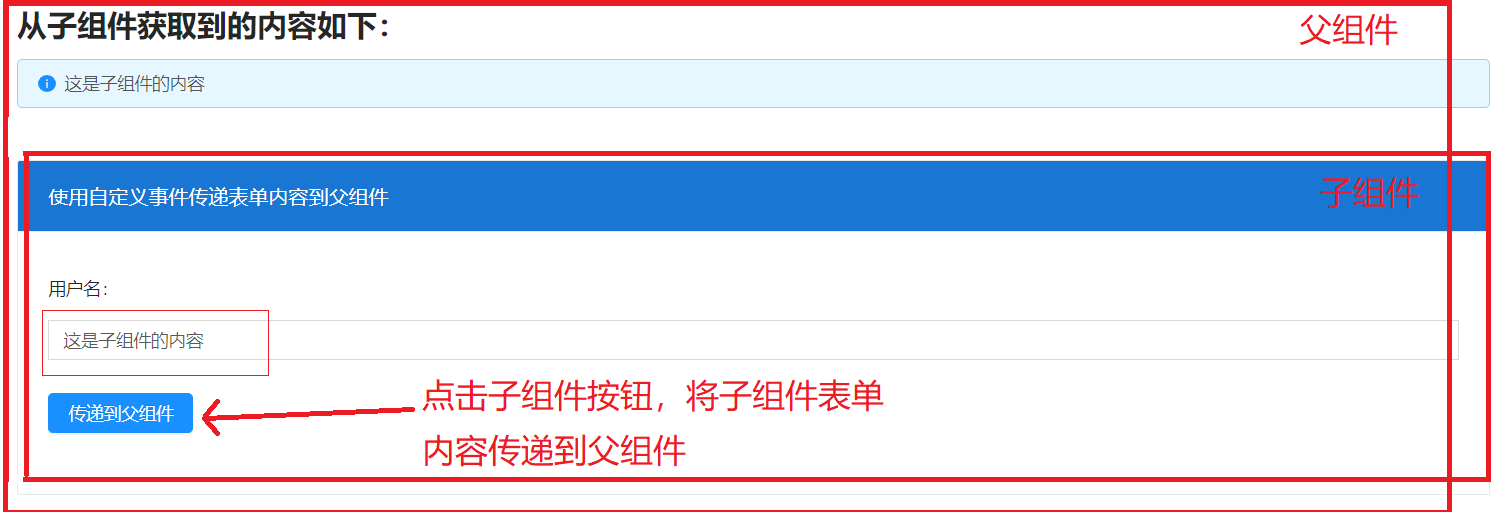 从子组件获取到的内容如下：
父组件
这是子组件的内容
使用自定义事件传递表单内容到父组件
子组件
用户名：
这是子组件的内容
传递到父组件
点击子组件按钮，将子组件表单
内容传递到父组件